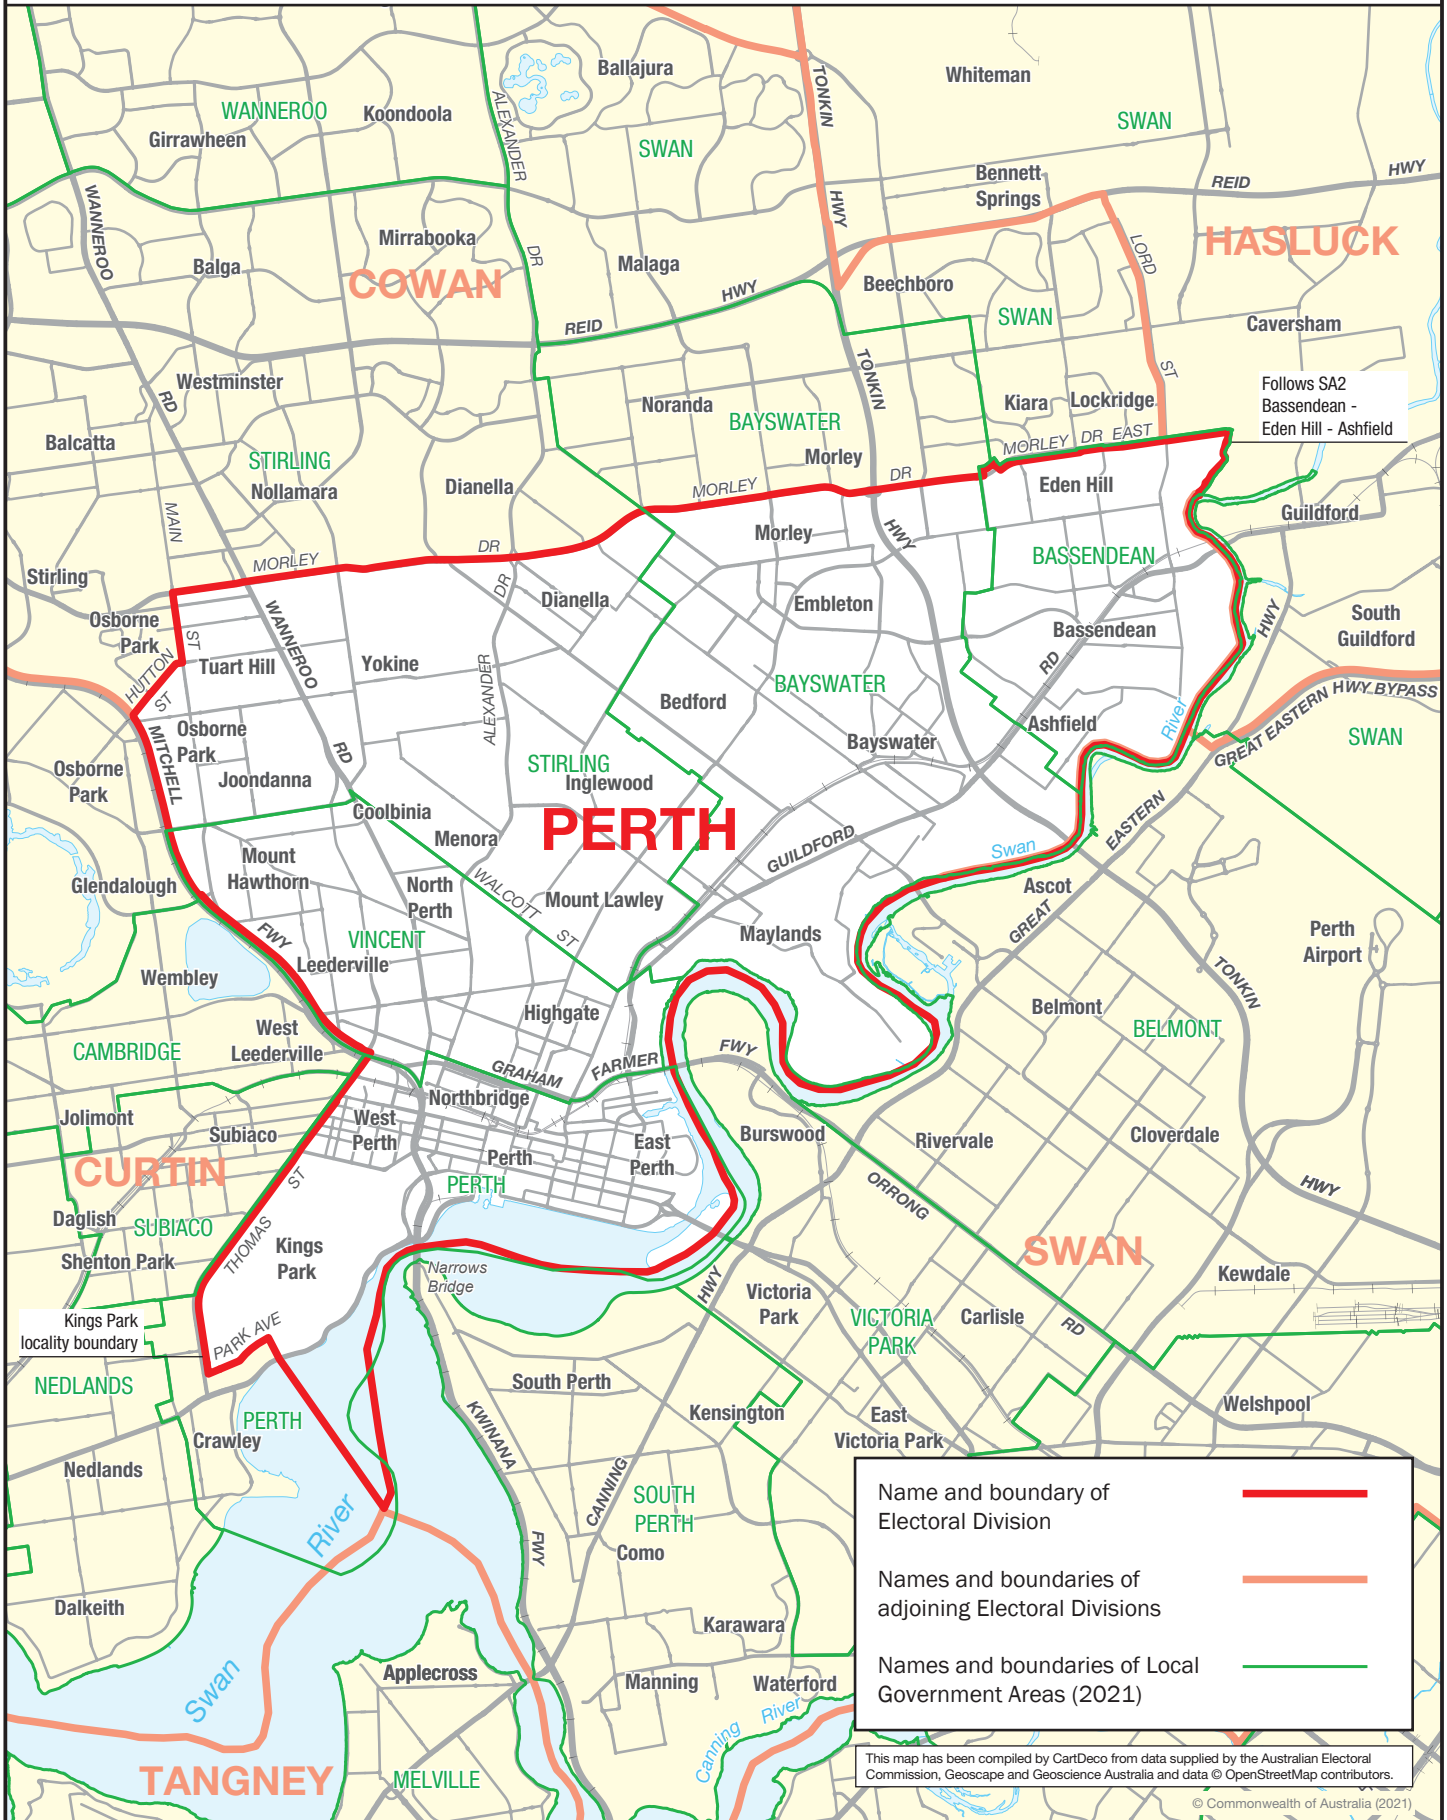 Ballajura
Whiteman
WANNEROO
Koondoola
Girrawheen
ALEXANDER
SWAN
TONKIN
SWAN
Bennett
Springs
REID
HWY
HWY
WANNEROO
Mirrabooka
Balga
COWAN
DR
Malaga
HWY
REID
Beechboro
LORD
HASLUCK
SWAN
Caversham
TONKIN
ST
Westminster
RD
Noranda
BAYSWATER
Kiara
Lockridge
Follows SA2
Bassendean -
Eden Hill - Ashfield
Balcatta
STIRLING
Nollamara
Dianella
Morley
MORLEY
DR
EAST
MORLEY
DR
Eden Hill
MAIN
Guildford
MORLEY
DR
Morley
HWY
BASSENDEAN
Stirling
Osborne
Park
ST
WANNEROO
DR
Dianella
Embleton
HWY
South
Guildford
HUTTON
ST
Tuart Hill
Yokine
ALEXANDER
Bassendean
RD
BAYSWATER
Bedford
Ashfield
River
GREAT EASTERN
HWY BYPASS
MITCHELL
Osborne
Park
RD
Bayswater
SWAN
Osborne
Park
Joondanna
STIRLING
Inglewood
Coolbinia
PERTH
Menora
GUILDFORD
EASTERN
Swan
Mount
Hawthorn
North
Perth
WALCOTT
ST
Mount Lawley
Glendalough
Ascot
GREAT
FWY
VINCENT
Leederville
Maylands
Perth
Airport
TONKIN
Wembley
Highgate
Belmont
BELMONT
West
Leederville
CAMBRIDGE
GRAHAM
FARMER
FWY
Northbridge
Jolimont
Subiaco
West
Perth
Perth
East
Perth
Burswood
Rivervale
Cloverdale
CURTIN
ST
PERTH
ORRONG
HWY
Daglish
SUBIACO
THOMAS
Shenton Park
Kings
Park
Narrows
Bridge
HWY
SWAN
Kewdale
Victoria
Park
VICTORIA
PARK
Carlisle
RD
Kings Park
locality boundary
PARK AVE
NEDLANDS
PERTH
Crawley
South Perth
KWINANA
Kensington
East
Victoria Park
Welshpool
Nedlands
CANNING
River
SOUTH
PERTH
FWY
Como
Dalkeith
Karawara
Swan
Applecross
Manning
Waterford
Canning
River
TANGNEY
MELVILLE
Name and boundary of
Electoral Division
Names and boundaries of
adjoining Electoral Divisions
Names and boundaries of Local
Government Areas (2021)
This map has been compiled by CartDeco from data supplied by the Australian Electoral
Commission, Geoscape and Geoscience Australia and data © OpenStreetMap contributors.
© Commonwealth of Australia (2021)